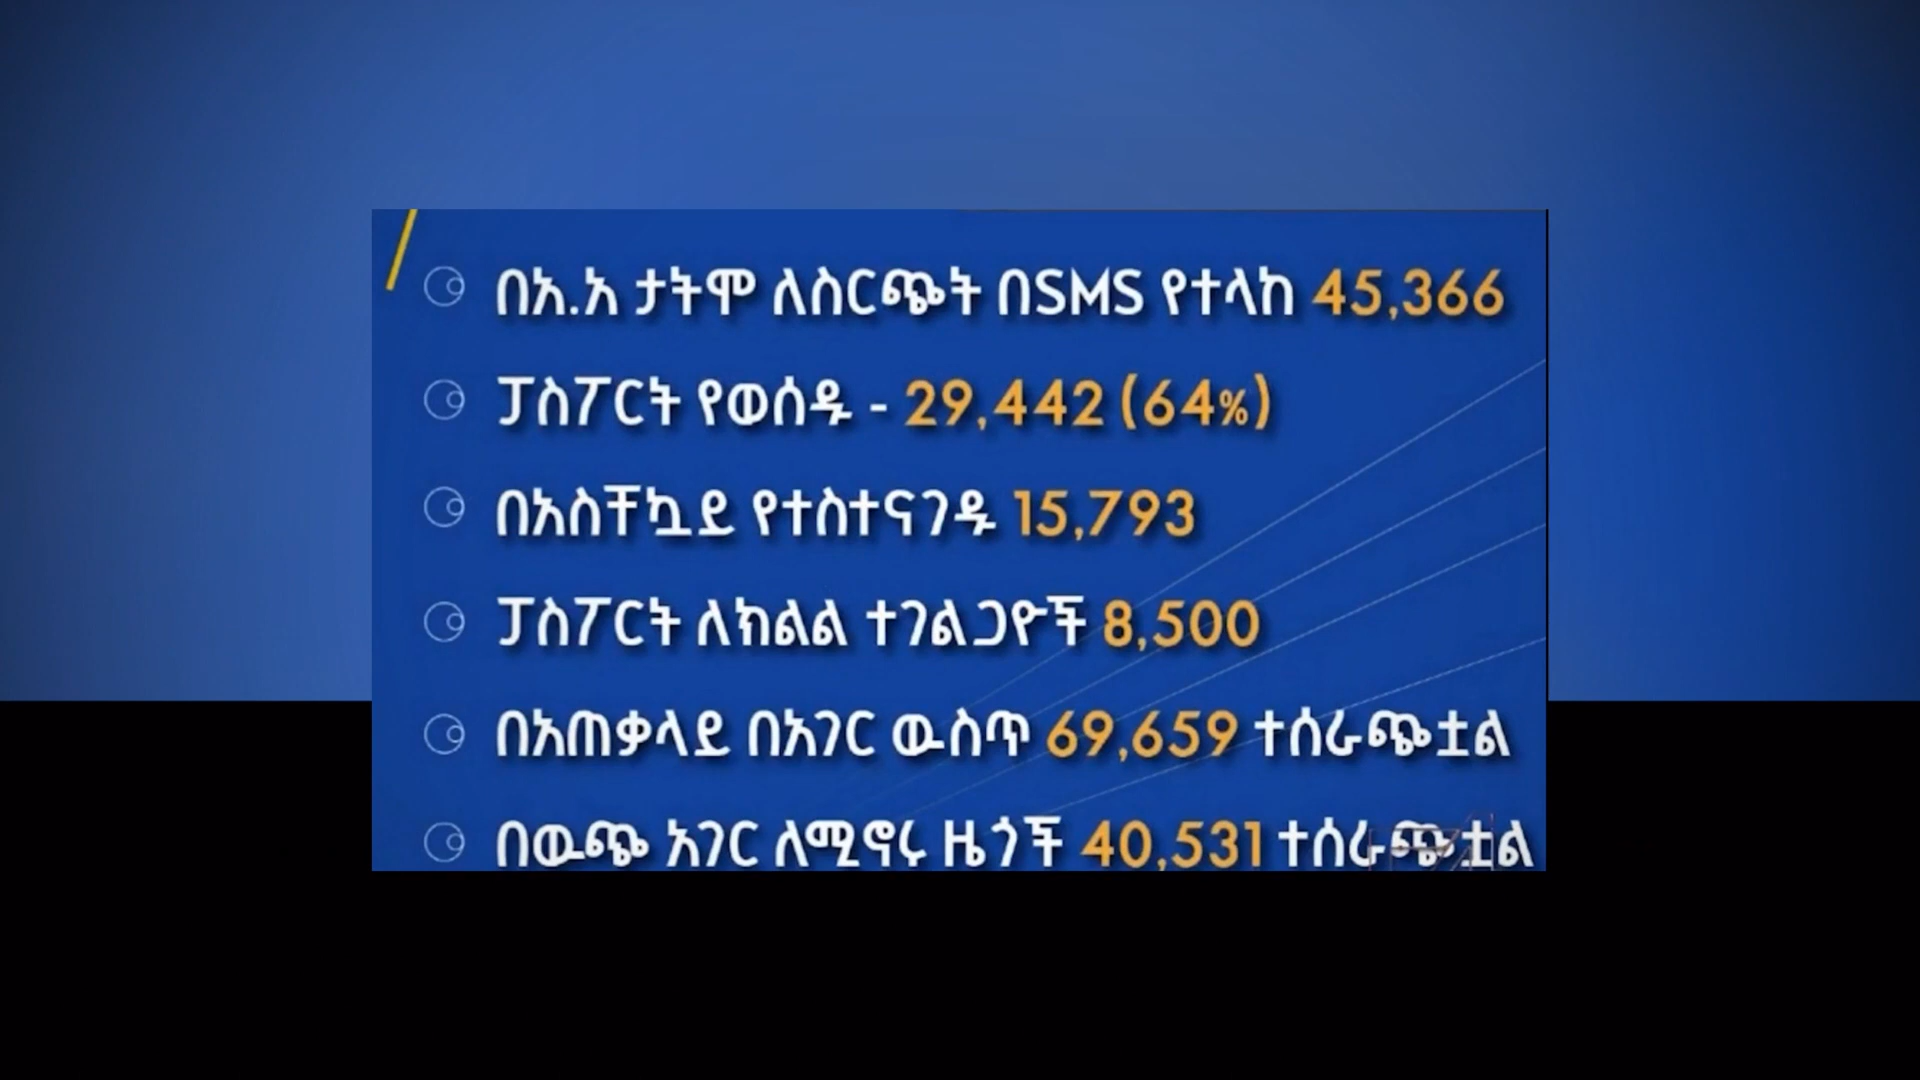 በአ.አ ታትሞ ለስርጭት በSMS የተላከ 45,366
ፓስፖርት የወሰዱ - 29,442 (64%)
በአስቸኳይ የተስተናገዱ 15,793
ፓስፖርት ለክልል ተገልጋዮች 8,500
በአጠቃላይ በአገር ውስጥ 69,659 ተሰራጭቷል
በውጭ አገር ለሚኖሩ ዜጎች 40,531 ተሰራጭቷል